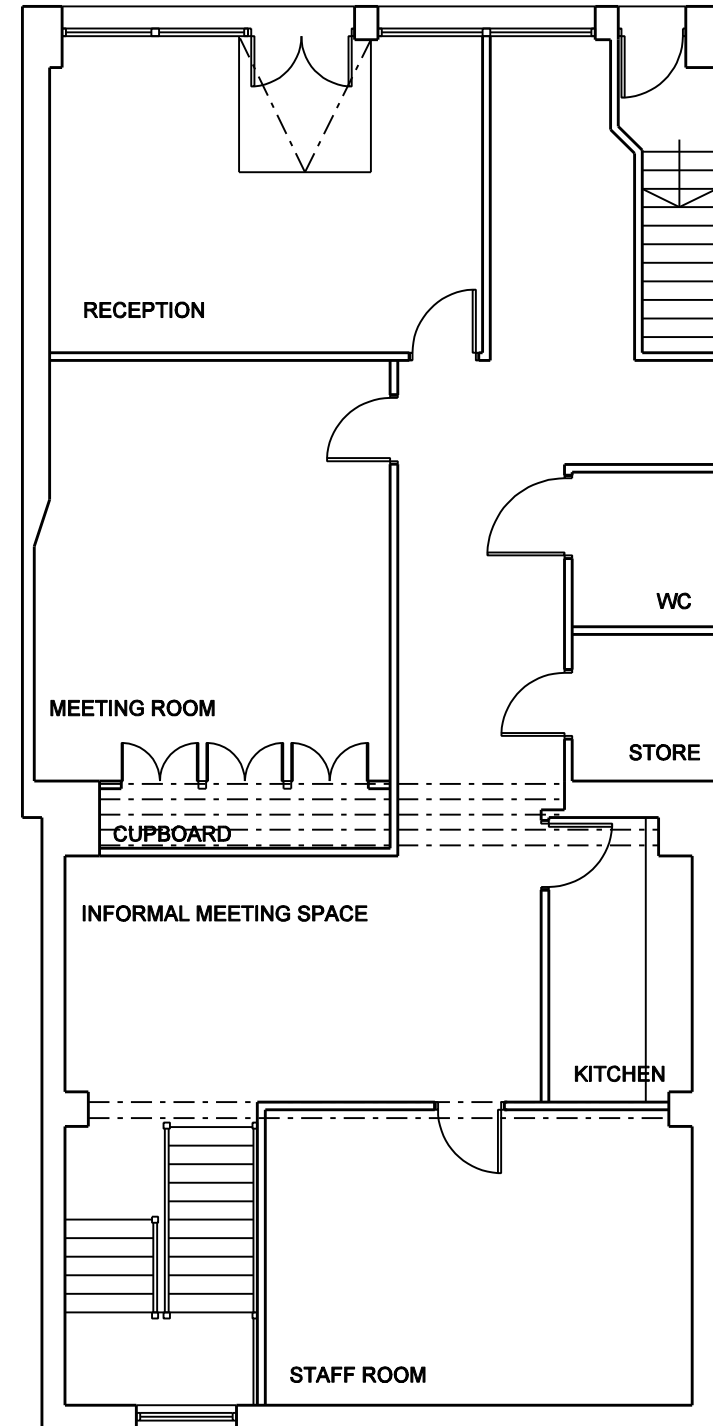 RECEPTION
WC
MEETING ROOM
STORE
CUPBOARD
INFORMAL MEETING SPACE
KITCHEN
STAFF ROOM